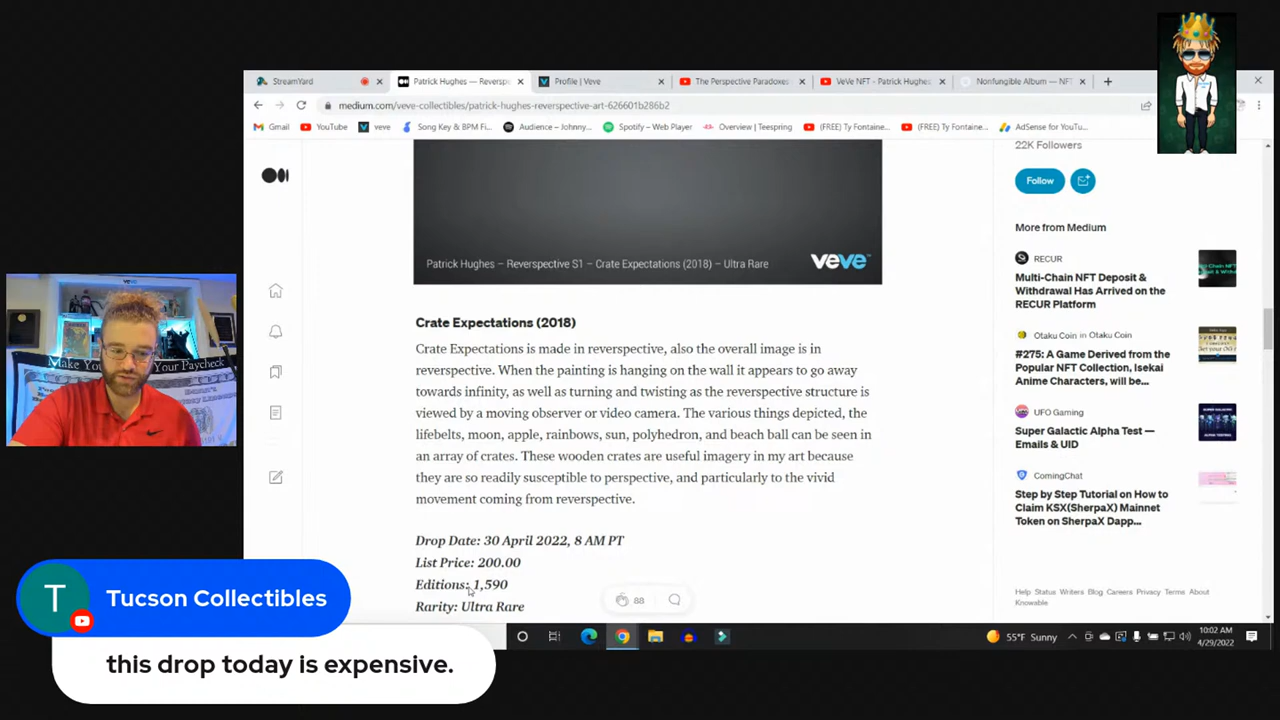 StreamYard
Patrick Hughes — Reversp
Profile | Veve
The Perspective Paradoxes
VeVe NFT - Patrick Hughes
Nonfungible Album — NF
medium.com/veve-collectibles/patrick-hughes-reverspective-art-626601b286b2
Gmail
YouTube
veve
Song Key & BPM Fi...
Audience – Johnny...
Spotify – Web Player
Overview | Teespring
(FREE) Ty Fontaine...
(FREE) Ty Fontaine...
AdSense for YouTu...
22K Followers
Follow
More from Medium
RECUR
Multi-Chain NFT Deposit &
Withdrawal Has Arrived on the
RECUR Platform
Otaku Coin in Otaku Coin
#275: A Game Derived from the
Popular NFT Collection, Isekai
Anime Characters, will be...
UFO Gaming
Super Galactic Alpha Test —
Emails & UID
ComingChat
Step by Step Tutorial on How to
Claim KSX(SherpaX) Mainnet
Token on SherpaX Dapp...
Help Status Writers Blog Careers Privacy Terms About
Knowable
Patrick Hughes – Reverspective S1 – Crate Expectations (2018) – Ultra Rare
veve
Crate Expectations (2018)
Crate Expectations is made in reverspective, also the overall image is in
reverspective. When the painting is hanging on the wall it appears to go away
towards infinity, as well as turning and twisting as the reverspective structure is
viewed by a moving observer or video camera. The various things depicted, the
lifebelts, moon, apple, rainbows, sun, polyhedron, and beach ball can be seen in
an array of crates. These wooden crates are useful imagery in my art because
they are so readily susceptible to perspective, and particularly to the vivid
movement coming from reverspective.
Drop Date: 30 April 2022, 8 AM PT
List Price: 200.00
Editions: 1,590
Rarity: Ultra Rare
88
55°F Sunny
10:02 AM
4/29/2022
Make You
Your Paycheck
T
Tucson Collectibles
this drop today is expensive.